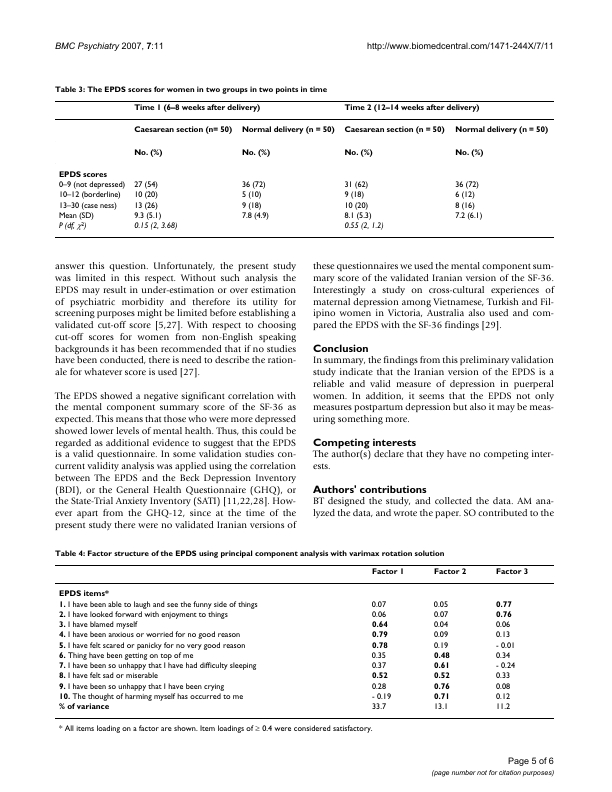 BMC Psychiatry 2007, 7:11
http://www.biomedcentral.com/1471-244X/7/11
Table 3: The EPDS scores for women in two groups in two points in time
Time 1 (6–8 weeks after delivery) Time 2 (12–14 weeks after delivery)
Caesarean section (n= 50) Normal delivery (n = 50) Caesarean section (n = 50) Normal delivery (n = 50)
No. (%) No. (%) No. (%) No. (%)
EPDS scores
0–9 (not depressed) 27 (54) 36 (72) 31 (62) 36 (72)
10–12 (borderline) 10 (20) 5 (10) 9 (18) 6 (12)
13–30 (case ness) 13 (26) 9 (18) 10 (20) 8 (16)
Mean (SD) 9.3 (5.1) 7.8 (4.9) 8.1 (5.3) 7.2 (6.1)
P (df, χ²) 0.15 (2, 3.68) 0.55 (2, 1.2)
answer this question. Unfortunately, the present study
was limited in this respect. Without such analysis the
EPDS may result in under-estimation or over estimation
of psychiatric morbidity and therefore its utility for
screening purposes might be limited before establishing a
validated cut-off score [5,27]. With respect to choosing
cut-off scores for women from non-English speaking
backgrounds it has been recommended that if no studies
have been conducted, there is need to describe the ration-
ale for whatever score is used [27].
The EPDS showed a negative significant correlation with
the mental component summary score of the SF-36 as
expected. This means that those who were more depressed
showed lower levels of mental health. Thus, this could be
regarded as additional evidence to suggest that the EPDS
is a valid questionnaire. In some validation studies con-
current validity analysis was applied using the correlation
between The EPDS and the Beck Depression Inventory
(BDI), or the General Health Questionnaire (GHQ), or
the State-Trial Anxiety Inventory (SATI) [11,22,28]. How-
ever apart from the GHQ-12, since at the time of the
present study there were no validated Iranian versions of
these questionnaires we used the mental component sum-
mary score of the validated Iranian version of the SF-36.
Interestingly a study on cross-cultural experiences of
maternal depression among Vietnamese, Turkish and Fil-
ipino women in Victoria, Australia also used and com-
pared the EPDS with the SF-36 findings [29].
Conclusion
In summary, the findings from this preliminary validation
study indicate that the Iranian version of the EPDS is a
reliable and valid measure of depression in puerperal
women. In addition, it seems that the EPDS not only
measures postpartum depression but also it may be meas-
uring something more.
Competing interests
The author(s) declare that they have no competing inter-
ests.
Authors' contributions
BT designed the study, and collected the data. AM ana-
lyzed the data, and wrote the paper. SO contributed to the
Table 4: Factor structure of the EPDS using principal component analysis with varimax rotation solution
Factor 1 Factor 2 Factor 3
EPDS items*
1. I have been able to laugh and see the funny side of things 0.07 0.05 0.77
2. I have looked forward with enjoyment to things 0.06 0.07 0.76
3. I have blamed myself 0.64 0.04 0.06
4. I have been anxious or worried for no good reason 0.79 0.09 0.13
5. I have felt scared or panicky for no very good reason 0.78 0.19 - 0.01
6. Thing have been getting on top of me 0.35 0.48 0.34
7. I have been so unhappy that I have had difficulty sleeping 0.37 0.61 - 0.24
8. I have felt sad or miserable 0.52 0.52 0.33
9. I have been so unhappy that I have been crying 0.28 0.76 0.08
10. The thought of harming myself has occurred to me - 0.19 0.71 0.12
% of variance 33.7 13.1 11.2
* All items loading on a factor are shown. Item loadings of ≥ 0.4 were considered satisfactory.
Page 5 of 6
(page number not for citation purposes)